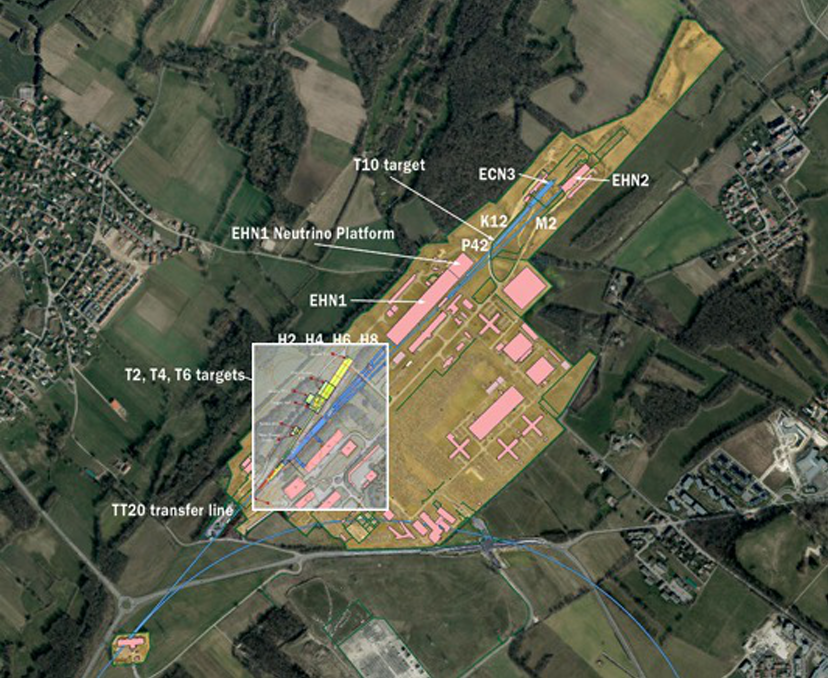 T10 target
ECN3
EHN2
K12
M2
EHN1 Neutrino Platform
P42
EHN1
H2, H4, H6, H8
T2, T4, T6 targets
TT20 transfer line